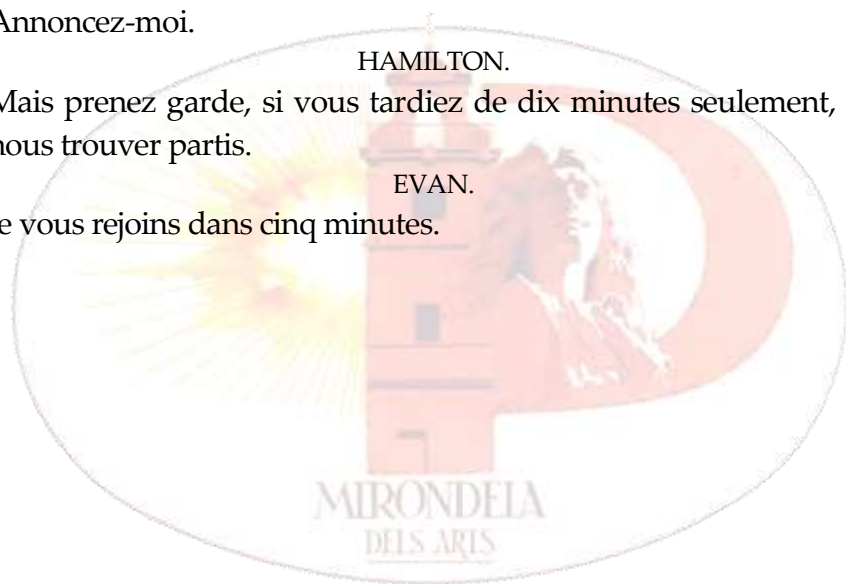 Annoncez-moi.
HAMILTON.
Mais prenez garde, si vous tardiez de dix minutes seulement,
nous trouver partis.
EVAN.
Je vous rejoins dans cinq minutes.
MIRONDELA
DELS ARTS